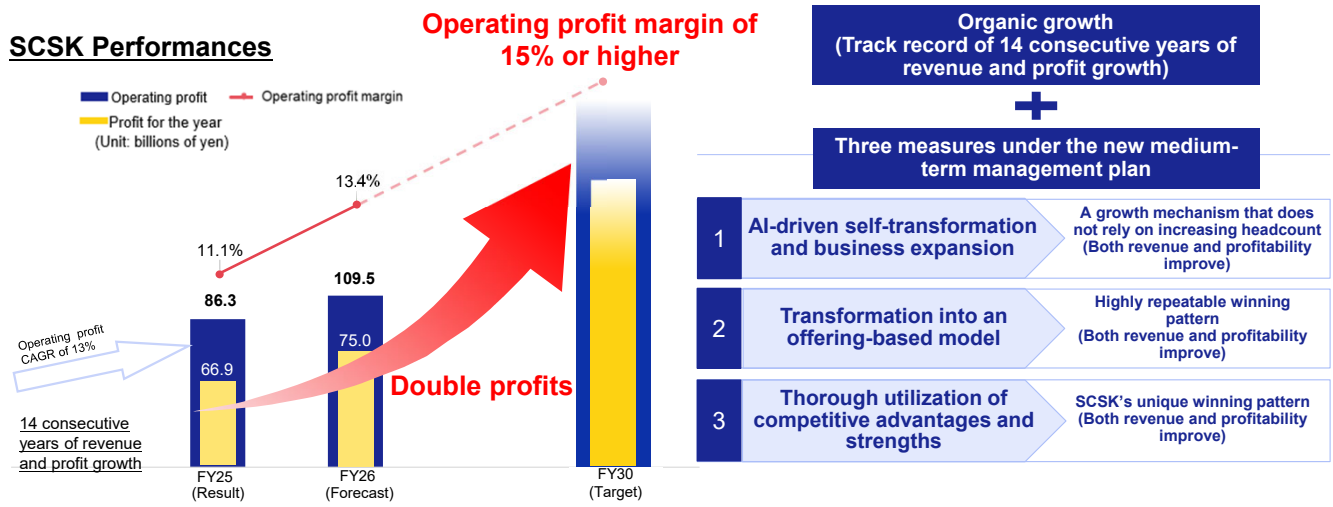 SCSK Performances
Operating profit margin of
15% or higher
Operating profit
Operating profit margin
Profit for the year
(Unit: billions of yen)
13.4%
11.1%
86.3
109.5
Operating profit
CAGR of 13%
66.9
75.0
Double profits
14 consecutive
years of revenue
and profit growth
FY25
(Result)
FY26
(Forecast)
FY30
(Target)
Organic growth
(Track record of 14 consecutive years of
revenue and profit growth)
+
Three measures under the new medium-
term management plan
1
AI-driven self-transformation
and business expansion
A growth mechanism that does
not rely on increasing headcount
(Both revenue and profitability
improve)
2
Transformation into an
offering-based model
Highly repeatable winning
pattern
(Both revenue and profitability
improve)
3
Thorough utilization of
competitive advantages and
strengths
SCSK's unique winning pattern
(Both revenue and profitability
improve)